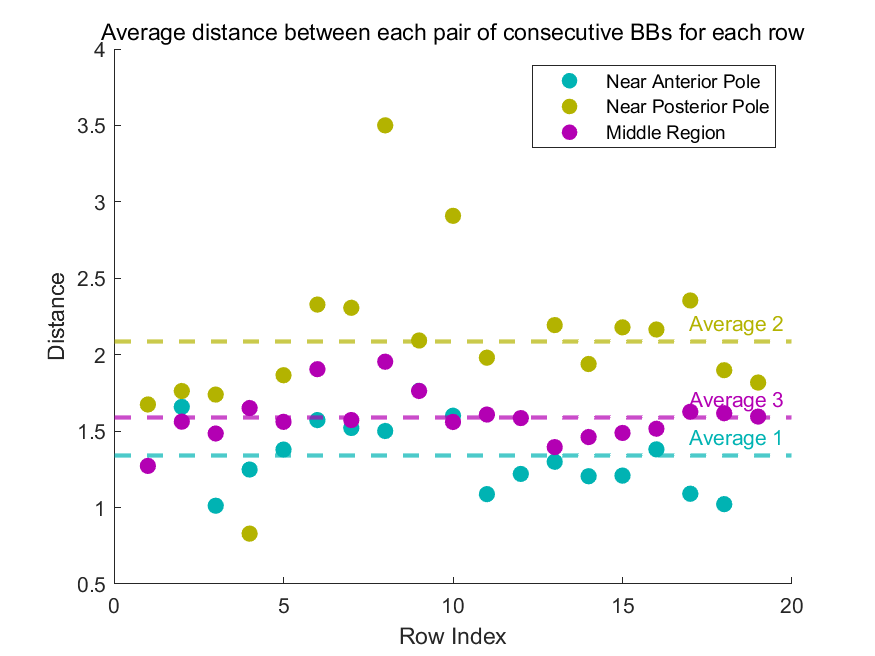 Average distance between each pair of consecutive BBs for each row
4
3.5
3
2.5
2
1.5
1
0.5
0
5
10
15
20
Distance
Row Index
Near Anterior Pole
Near Posterior Pole
Middle Region
Average 2
Average 3
Average 1